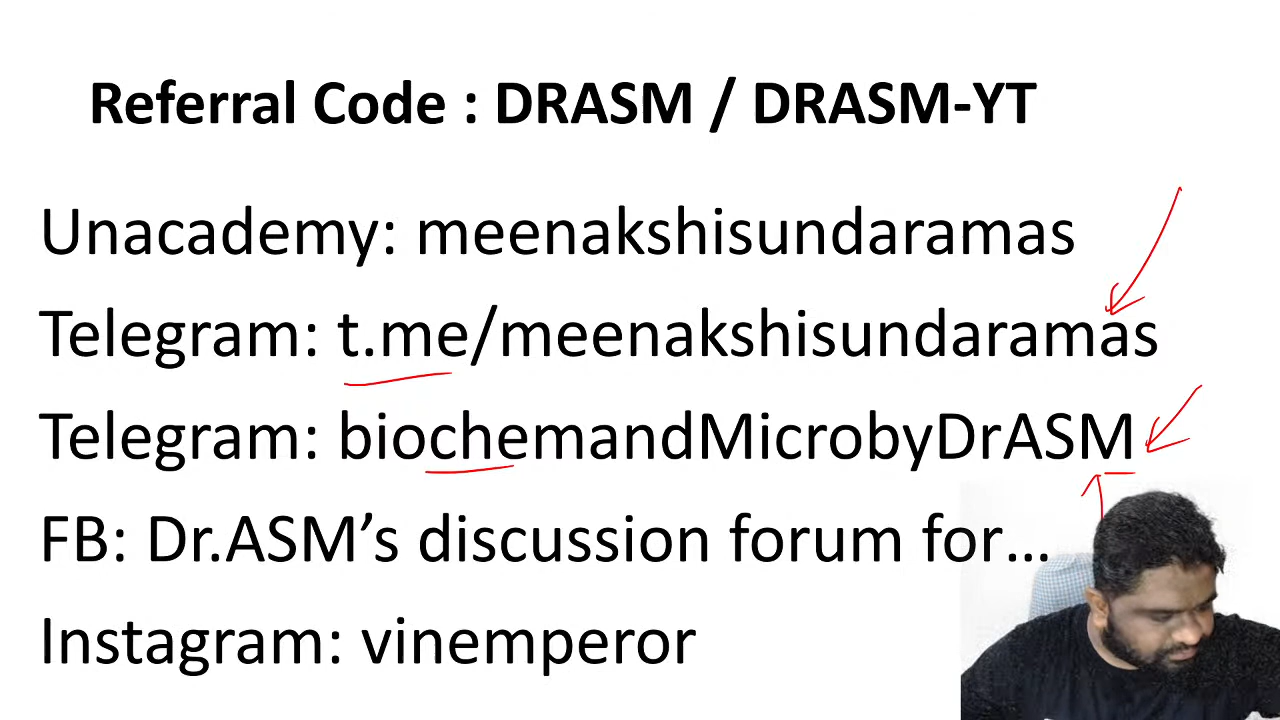 Referral Code : DRASM / DRASM-YT
Unacademy: meenakshisundaramas
Telegram: t.me/meenakshisundaramas
Telegram: biochemandMicrobyDrASM
FB: Dr.ASM’s discussion forum for…
Instagram: vinemperor